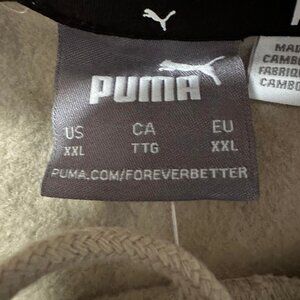 PUMA
US CA EU
XXL TTG XXL
PUMA.COM/FOREVERBETTER